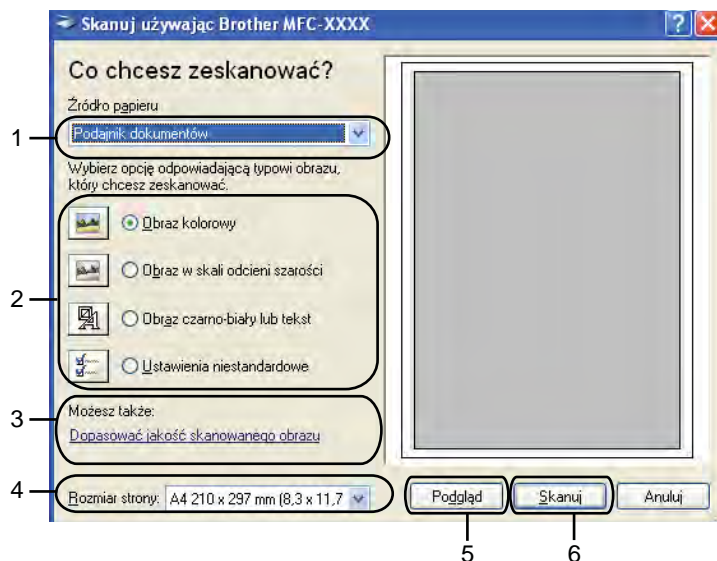 Skanuj używając Brother MFC-XXXX
Co chcesz zeskanować?
Źródło papieru
1
Podajnik dokumentów
Wybierz opcję odpowiadającą typowi obrazu,
który chcesz zeskanować.
2
Obraz kolorowy
Obraz w skali odcieni szarości
Obraz czarno-biały lub tekst
Ustawienia niestandardowe
3
Możesz także:
Dopasować jakość skanowanego obrazu
4
Rozmiar strony: A4 210 x 297 mm (8,3 x 11,7
Podgląd Skanuj Anuluj
5 6